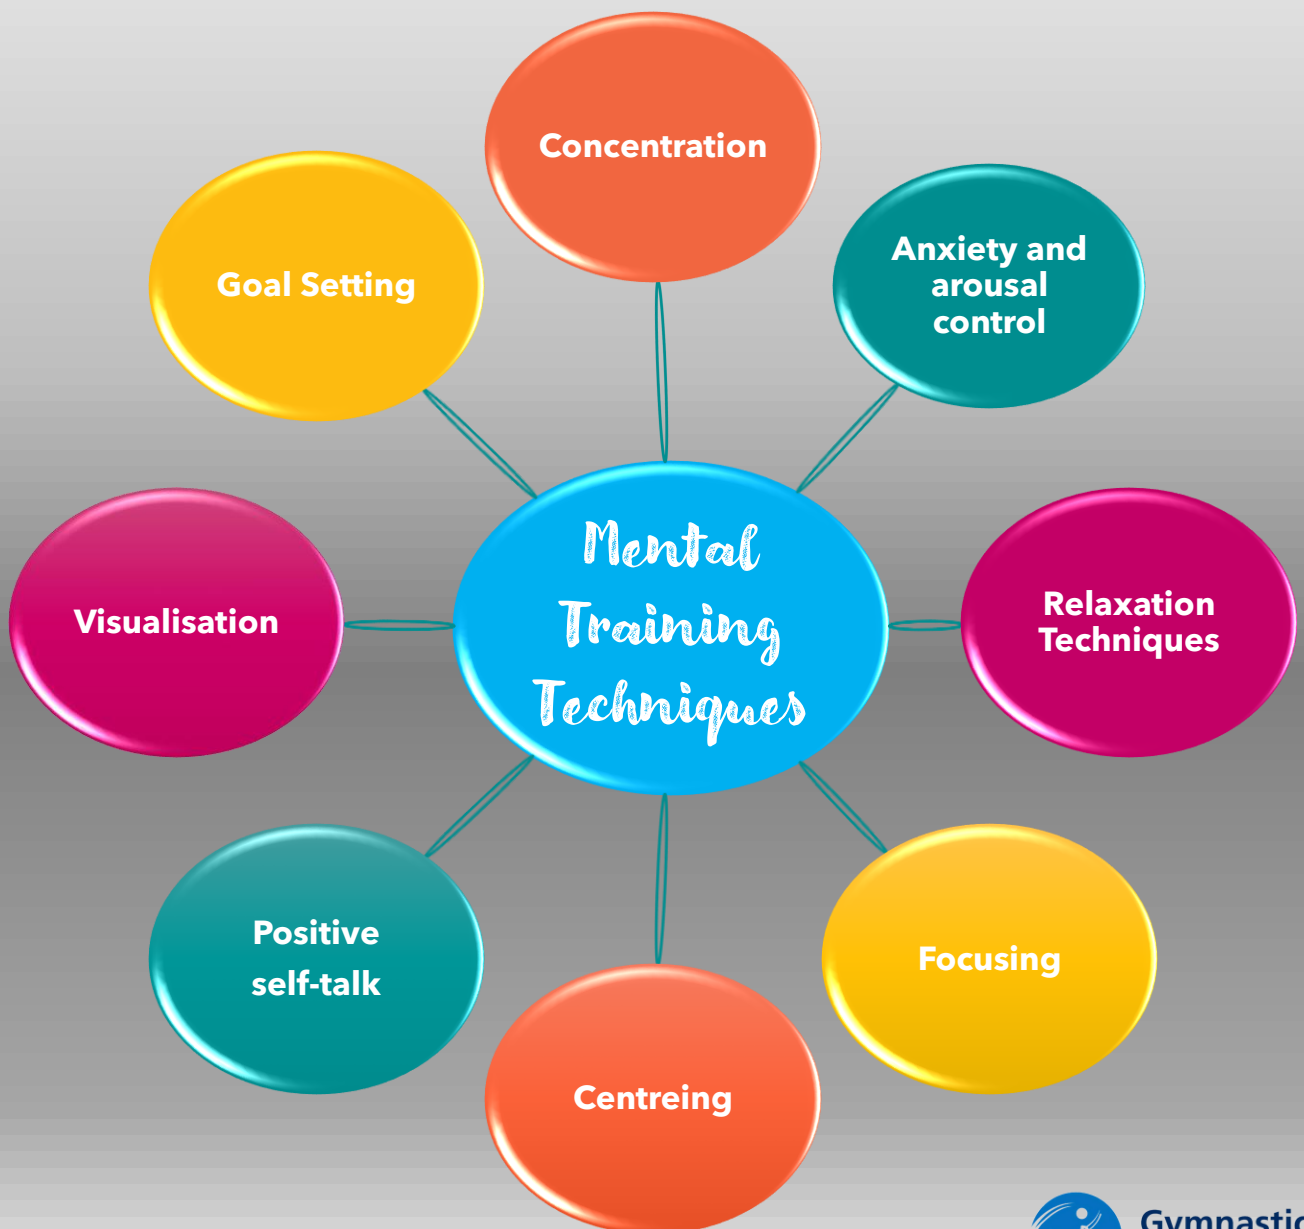 Concentration
Anxiety and
arousal
control
Goal Setting
Mental
Training
Techniques
Relaxation
Techniques
Visualisation
Positive
self-talk
Focusing
Centreing